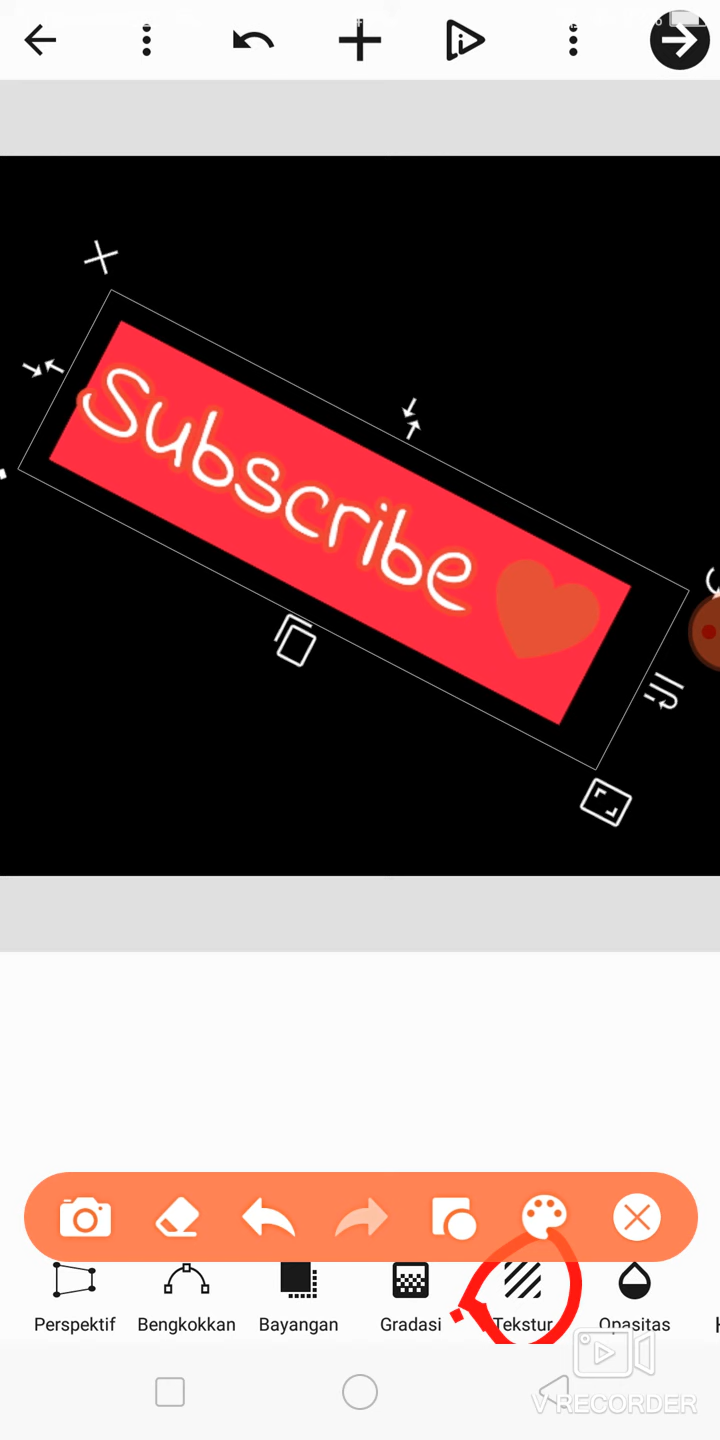 Subscribe
Perspektif
Bengkokkan
Bayangan
Gradasi
Tekstur
Opasitas
V RECORDER